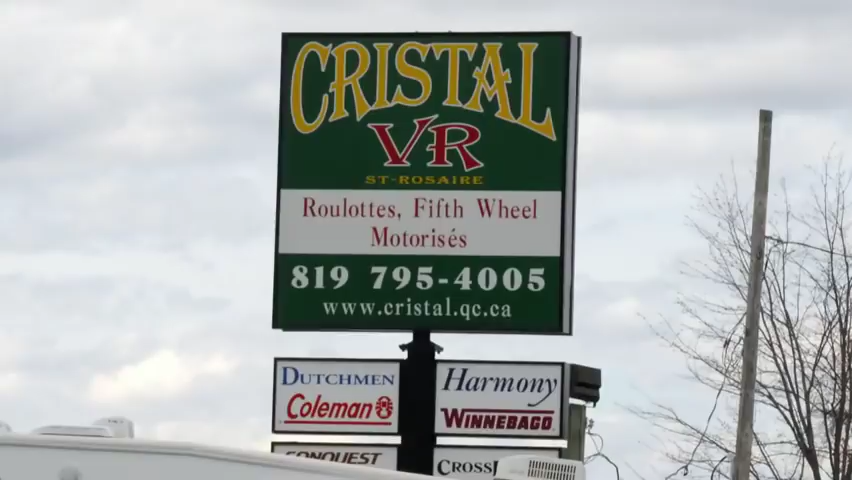 CRISTAL
VR
ST-ROSAIRE
Roulottes, Fifth Wheel
Motorisés
819 795-4005
www.cristal.qc.ca
DUTCHMEN
Coleman
Harmony
WINNEBAGO
CONQUEST